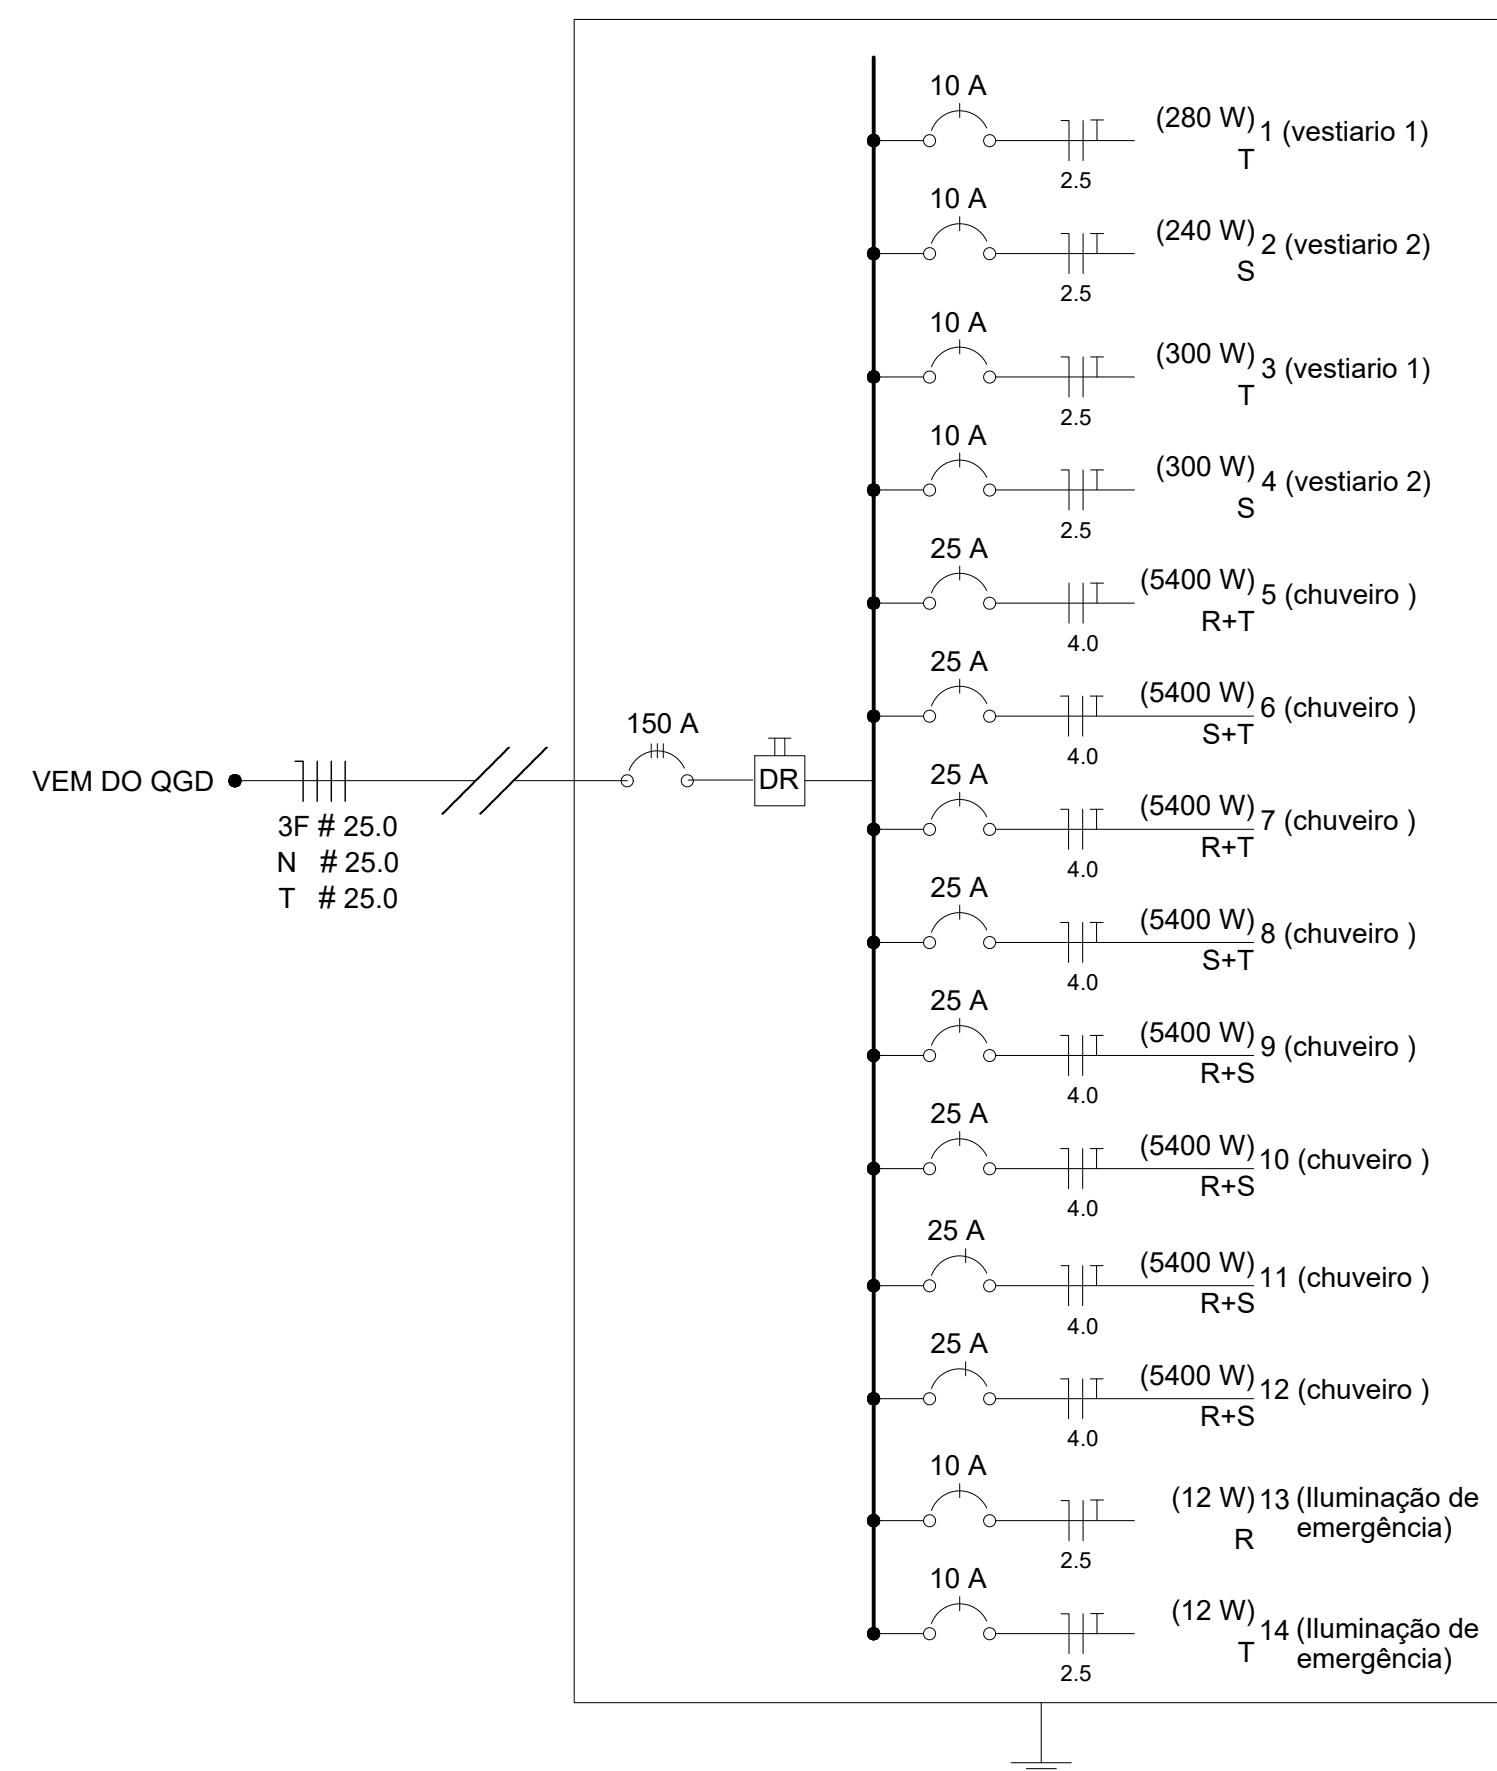 10 A
(280 W) 1 (vestiario 1)
T
2.5
10 A
(240 W) 2 (vestiario 2)
S
2.5
10 A
(300 W) 3 (vestiario 1)
T
2.5
10 A
(300 W) 4 (vestiario 2)
S
2.5
25 A
(5400 W) 5 (chuveiro )
R+T
4.0
25 A
(5400 W) 6 (chuveiro )
S+T
4.0
150 A
VEM DO QGD
DR
3F # 25.0
N # 25.0
T # 25.0
25 A
(5400 W) 7 (chuveiro )
R+T
4.0
25 A
(5400 W) 8 (chuveiro )
S+T
4.0
25 A
(5400 W) 9 (chuveiro )
R+S
4.0
25 A
(5400 W) 10 (chuveiro )
R+S
4.0
25 A
(5400 W) 11 (chuveiro )
R+S
4.0
25 A
(5400 W) 12 (chuveiro )
R+S
4.0
10 A
(12 W) 13 (Iluminação de
emergência)
R
2.5
10 A
(12 W) 14 (Iluminação de
emergência)
T
2.5